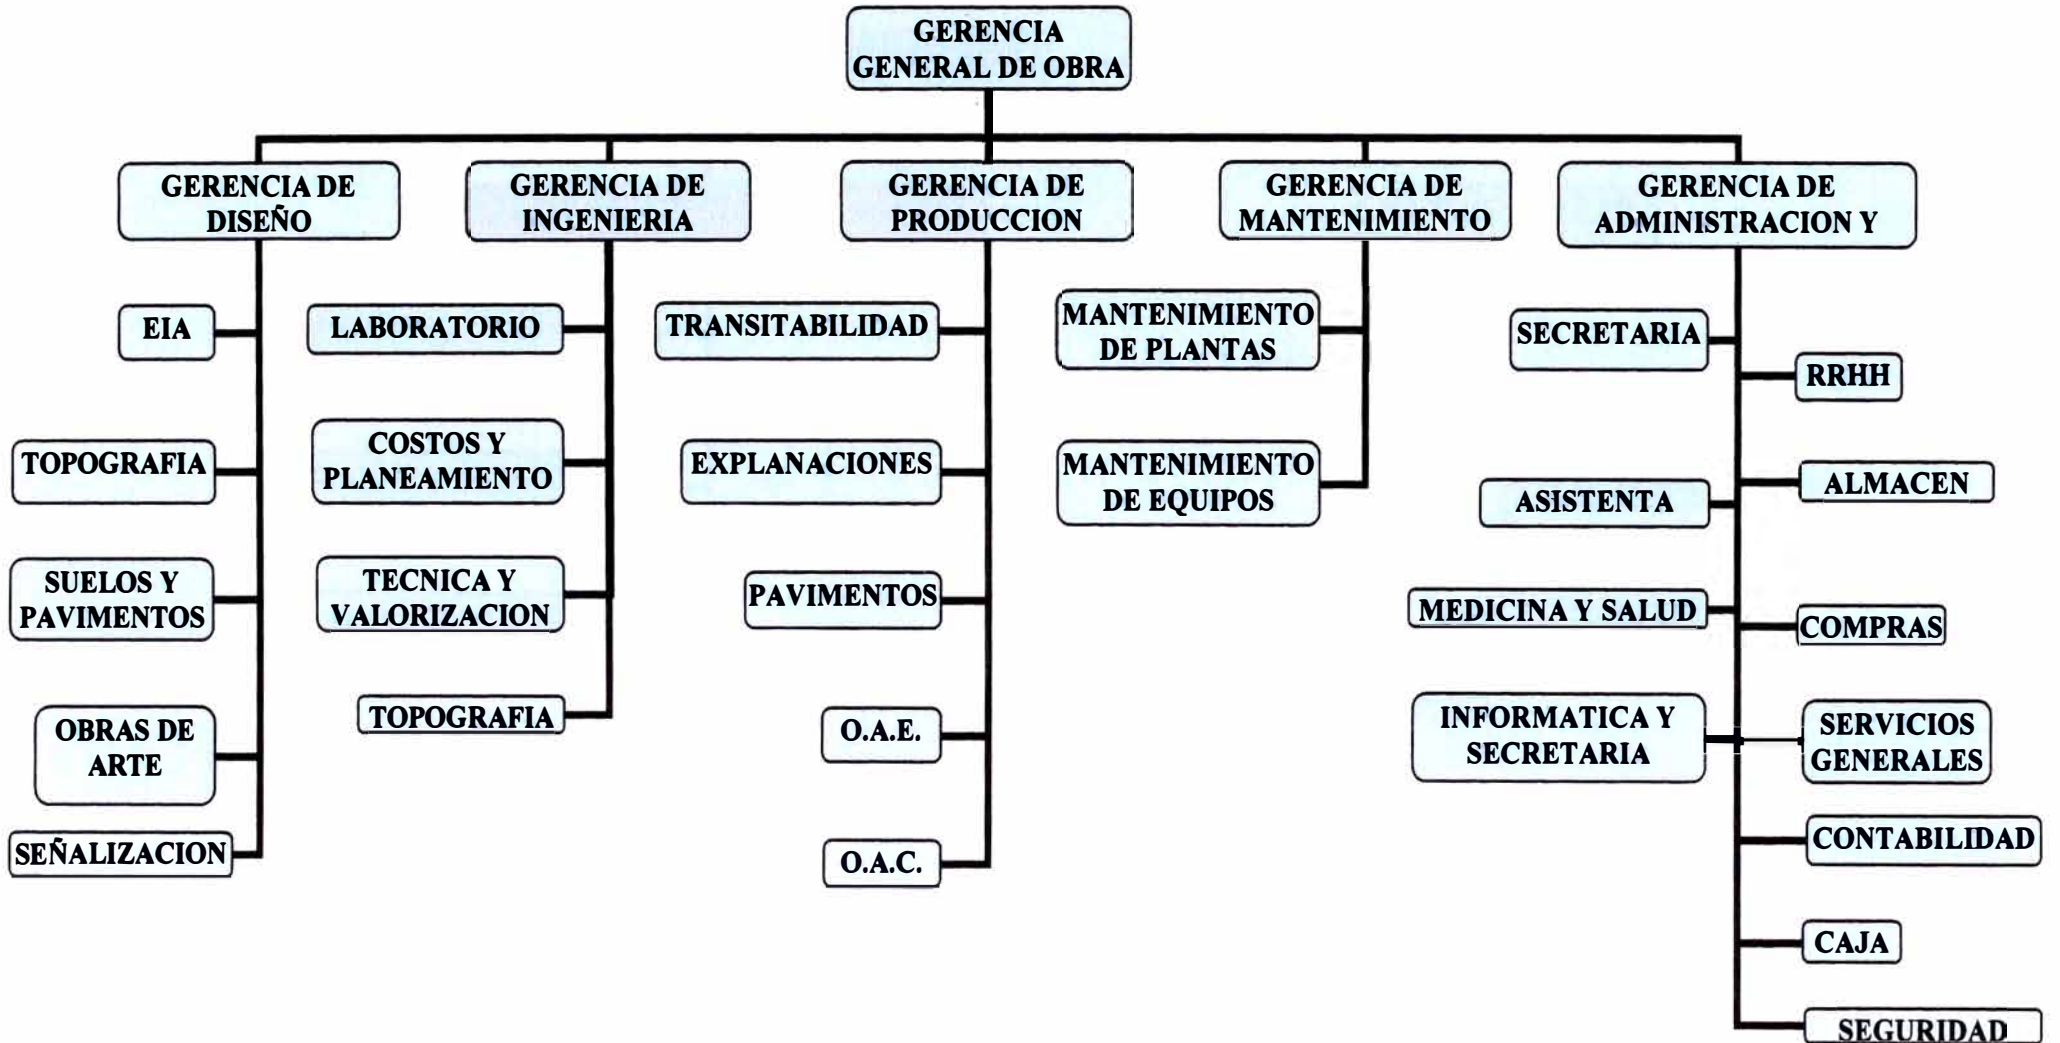 GERENCIA
GENERAL DE OBRA
GERENCIA DE
DISEÑO
GERENCIA DE
INGENIERIA
GERENCIA DE
PRODUCCION
GERENCIA DE
MANTENIMIENTO
GERENCIA DE
ADMINISTRACION Y
EIA
TOPOGRAFIA
SUELOS Y
PAVIMENTOS
OBRAS DE
ARTE
SEÑALIZACION
LABORATORIO
COSTOS Y
PLANEAMIENTO
TECNICA Y
VALORIZACION
TOPOGRAFIA
TRANSITABILIDAD
EXPLANACIONES
PAVIMENTOS
O.A.E.
O.A.C.
MANTENIMIENTO
DE PLANTAS
MANTENIMIENTO
DE EQUIPOS
SECRETARIA
ASISTENTA
MEDICINA Y SALUD
INFORMATICA Y
SECRETARIA
RRHH
ALMACEN
COMPRAS
SERVICIOS
GENERALES
CONTABILIDAD
CAJA
SEGURIDAD